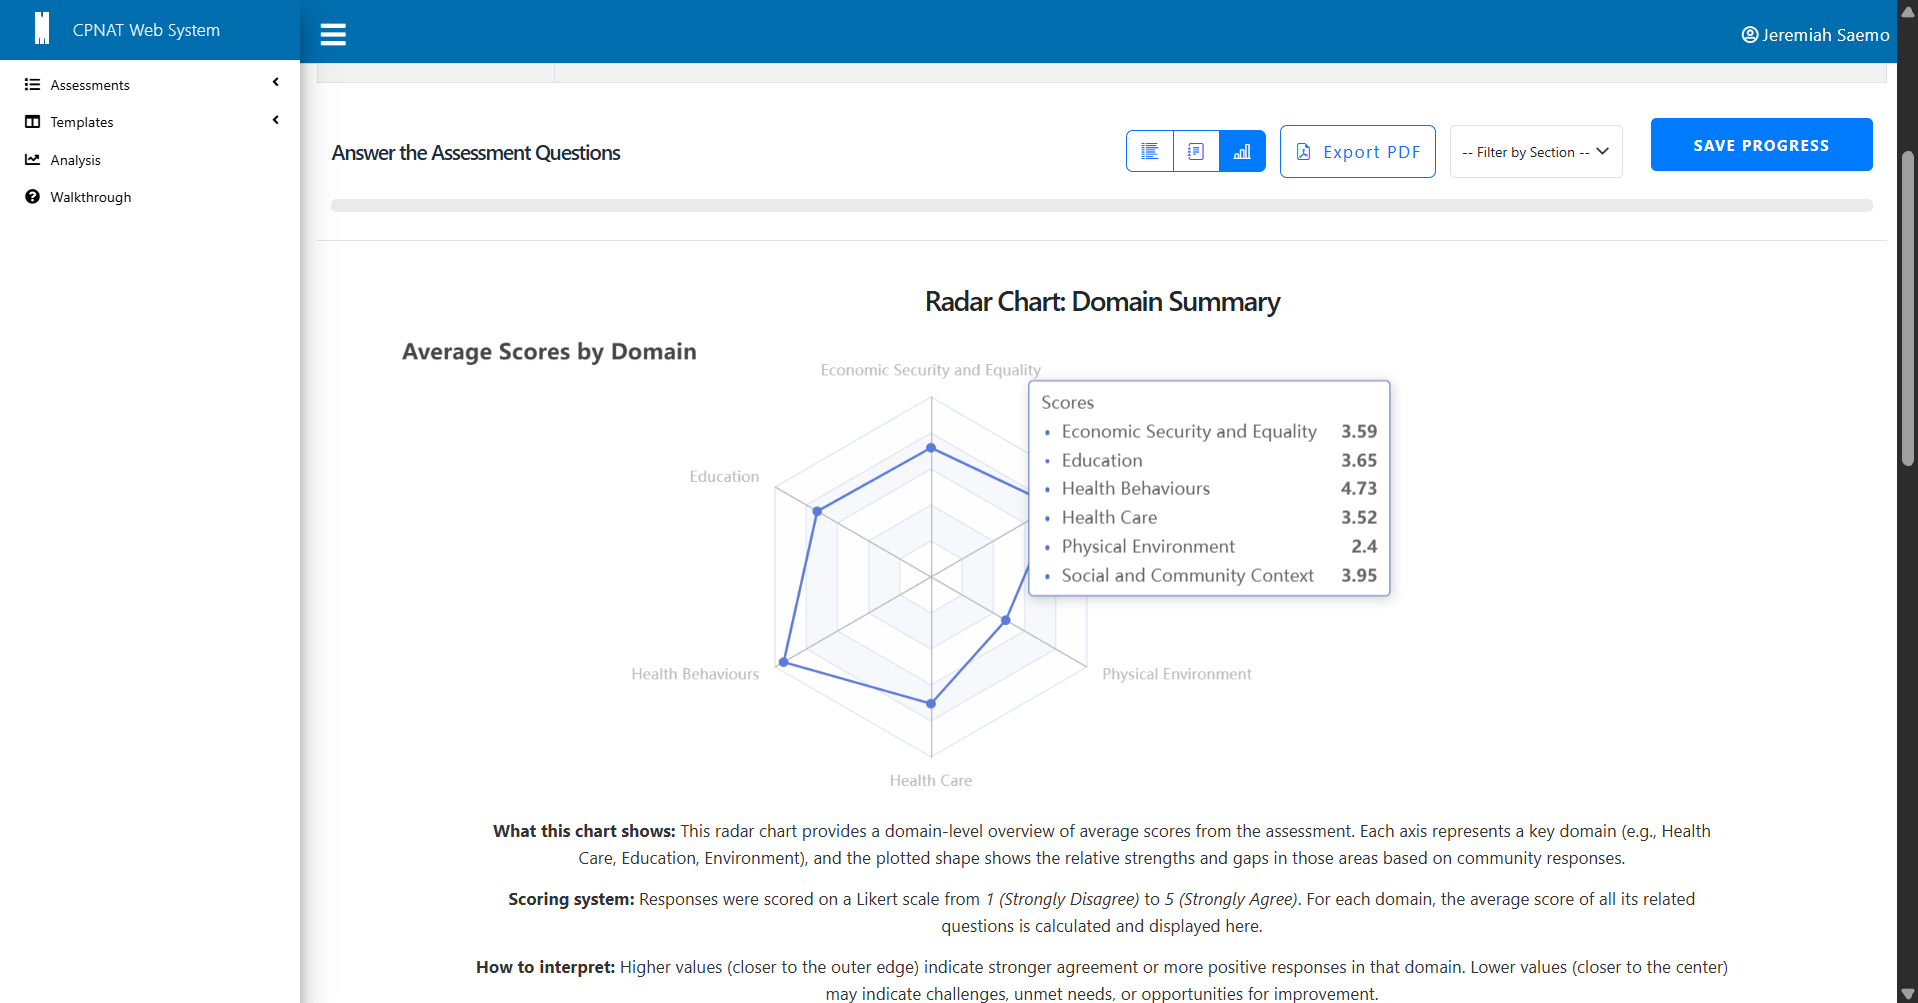 CPNAT Web System
Jeremiah Saemo
Assessments
Templates
Analysis
Walkthrough
Answer the Assessment Questions
Export PDF
-- Filter by Section --
SAVE PROGRESS
Radar Chart: Domain Summary
Average Scores by Domain
Economic Security and Equality
Education
Health Behaviours
Health Care
Physical Environment
Scores
Economic Security and Equality 3.59
Education 3.65
Health Behaviours 4.73
Health Care 3.52
Physical Environment 2.4
Social and Community Context 3.95
What this chart shows: This radar chart provides a domain-level overview of average scores from the assessment. Each axis represents a key domain (e.g., Health
Care, Education, Environment), and the plotted shape shows the relative strengths and gaps in those areas based on community responses.
Scoring system: Responses were scored on a Likert scale from 1 (Strongly Disagree) to 5 (Strongly Agree). For each domain, the average score of all its related
questions is calculated and displayed here.
How to interpret: Higher values (closer to the outer edge) indicate stronger agreement or more positive responses in that domain. Lower values (closer to the center)
may indicate challenges, unmet needs, or opportunities for improvement.